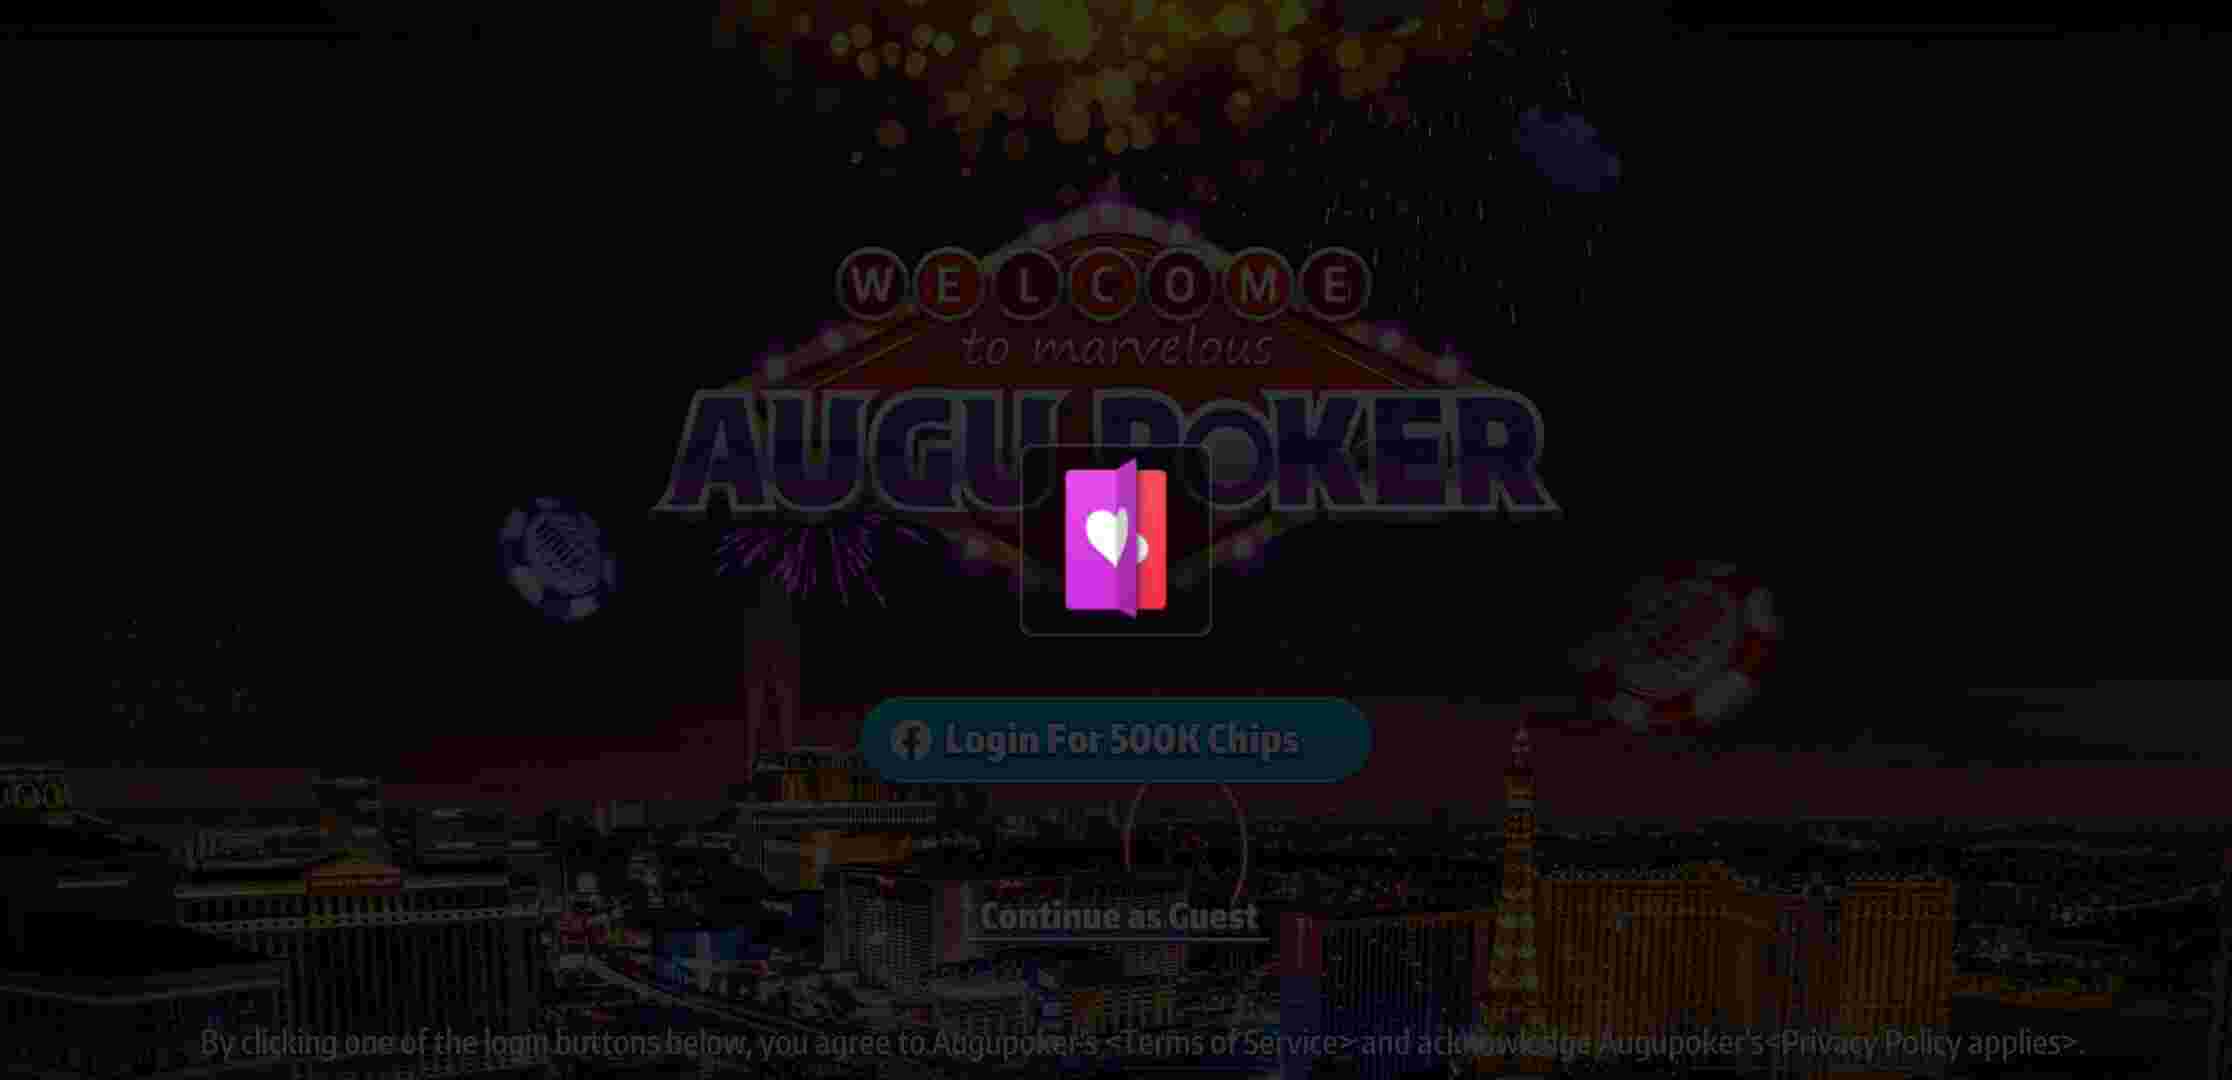 WELCOME
to marvelous
AUGU POKER
Login For 500K Chips
Continue as Guest
By clicking one of the login buttons below, you agree to Augupoker's <Terms of Service> and acknowledge Augupoker's<Privacy Policy applies>.